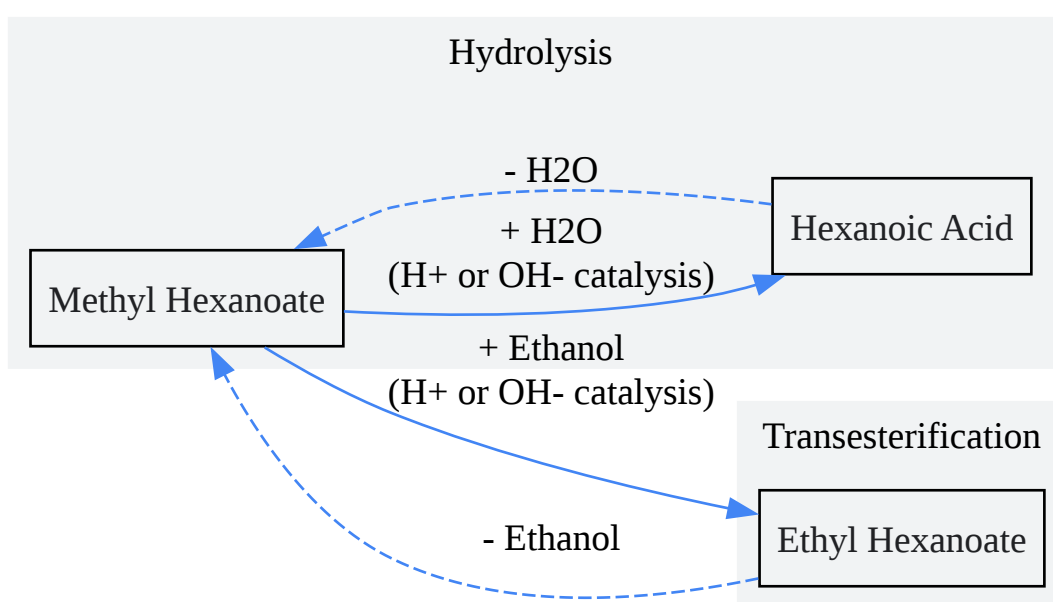 Hydrolysis
- H2O
+ H2O
(H+ or OH- catalysis)
Hexanoic Acid
Methyl Hexanoate
+ Ethanol
(H+ or OH- catalysis)
Transesterification
- Ethanol
Ethyl Hexanoate